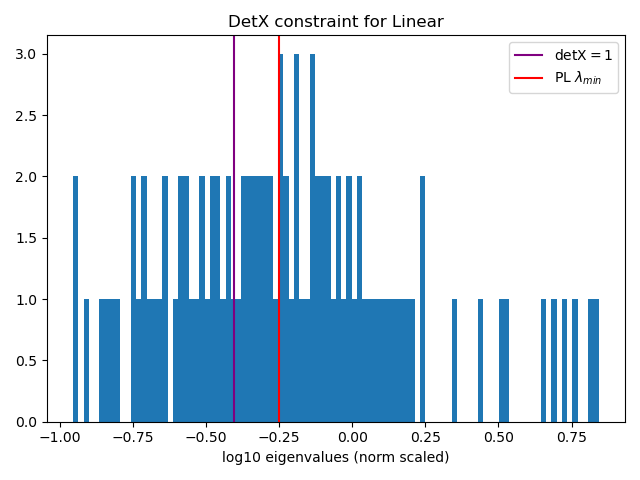 DetX constraint for Linear
detX = 1
PL λmin
3.0
2.5
2.0
1.5
1.0
0.5
0.0
−1.00 −0.75 −0.50 −0.25 0.00 0.25 0.50 0.75
log10 eigenvalues (norm scaled)